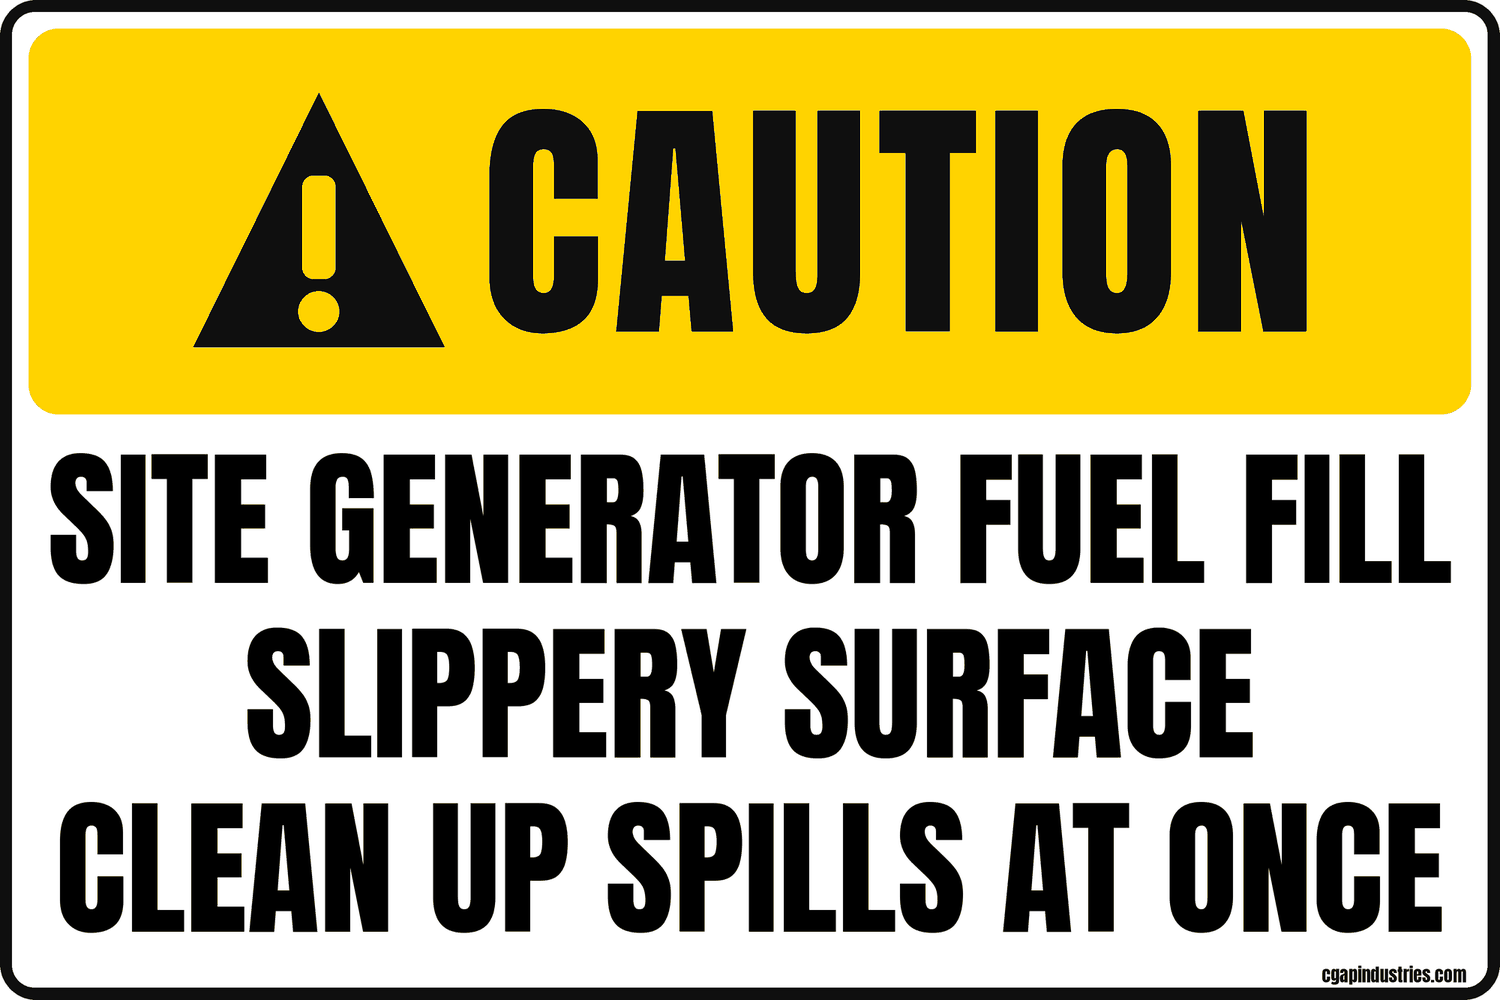 CAUTION
SITE GENERATOR FUEL FILL
SLIPPERY SURFACE
CLEAN UP SPILLS AT ONCE
cgapindustries.com